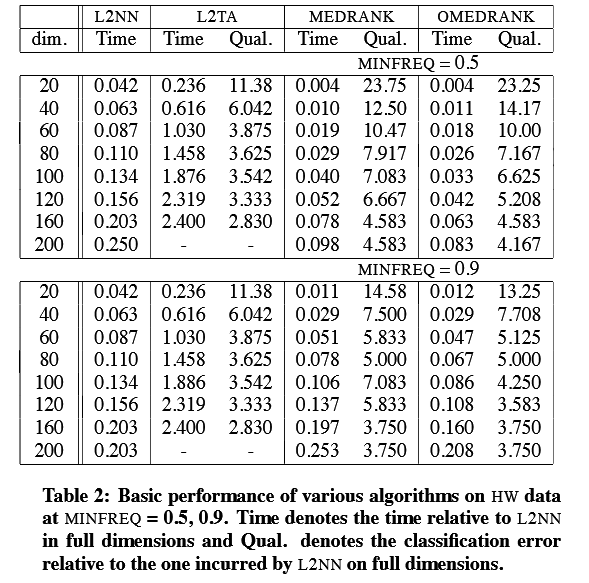 L2NN L2TA MEDRANK OMEDRANK
dim. Time Time Qual. Time Qual. Time Qual.
MINFREQ = 0.5
20 0.042 0.236 11.38 0.004 23.75 0.004 23.25
40 0.063 0.616 6.042 0.010 12.50 0.011 14.17
60 0.087 1.030 3.875 0.019 10.47 0.018 10.00
80 0.110 1.458 3.625 0.029 7.917 0.026 7.167
100 0.134 1.876 3.542 0.040 7.083 0.033 6.625
120 0.156 2.319 3.333 0.052 6.667 0.042 5.208
160 0.203 2.400 2.830 0.078 4.583 0.063 4.583
200 0.250 - - 0.098 4.583 0.083 4.167
MINFREQ = 0.9
20 0.042 0.236 11.38 0.011 14.58 0.012 13.25
40 0.063 0.616 6.042 0.029 7.500 0.029 7.708
60 0.087 1.030 3.875 0.051 5.833 0.047 5.125
80 0.110 1.458 3.625 0.078 5.000 0.067 5.000
100 0.134 1.886 3.542 0.106 7.083 0.086 4.250
120 0.156 2.319 3.333 0.137 5.833 0.108 3.583
160 0.203 2.400 2.830 0.197 3.750 0.160 3.750
200 0.203 - - 0.253 3.750 0.208 3.750
Table 2: Basic performance of various algorithms on HW data
at MINFREQ = 0.5, 0.9. Time denotes the time relative to L2NN
in full dimensions and Qual. denotes the classification error
relative to the one incurred by L2NN on full dimensions.